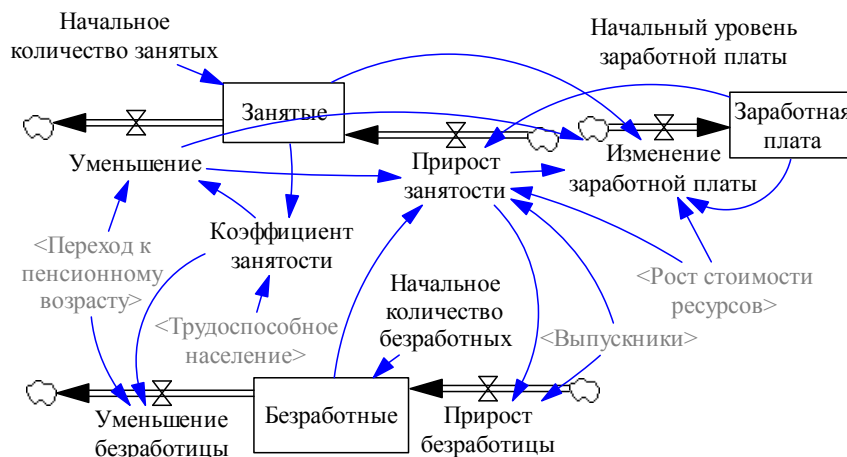 Начальное
количество занятых
Начальный уровень
заработной платы
Занятые
Заработная
плата
Уменьшение
Прирост
занятости
Изменение
заработной платы
<Переход к
пенсионному
возрасту>
Коэффициент
занятости
<Трудоспособное
население>
Начальное
количество
безработных
<Рост стоимости
ресурсов>
<Выпускники>
Уменьшение
безработицы
Безработные
Прирост
безработицы